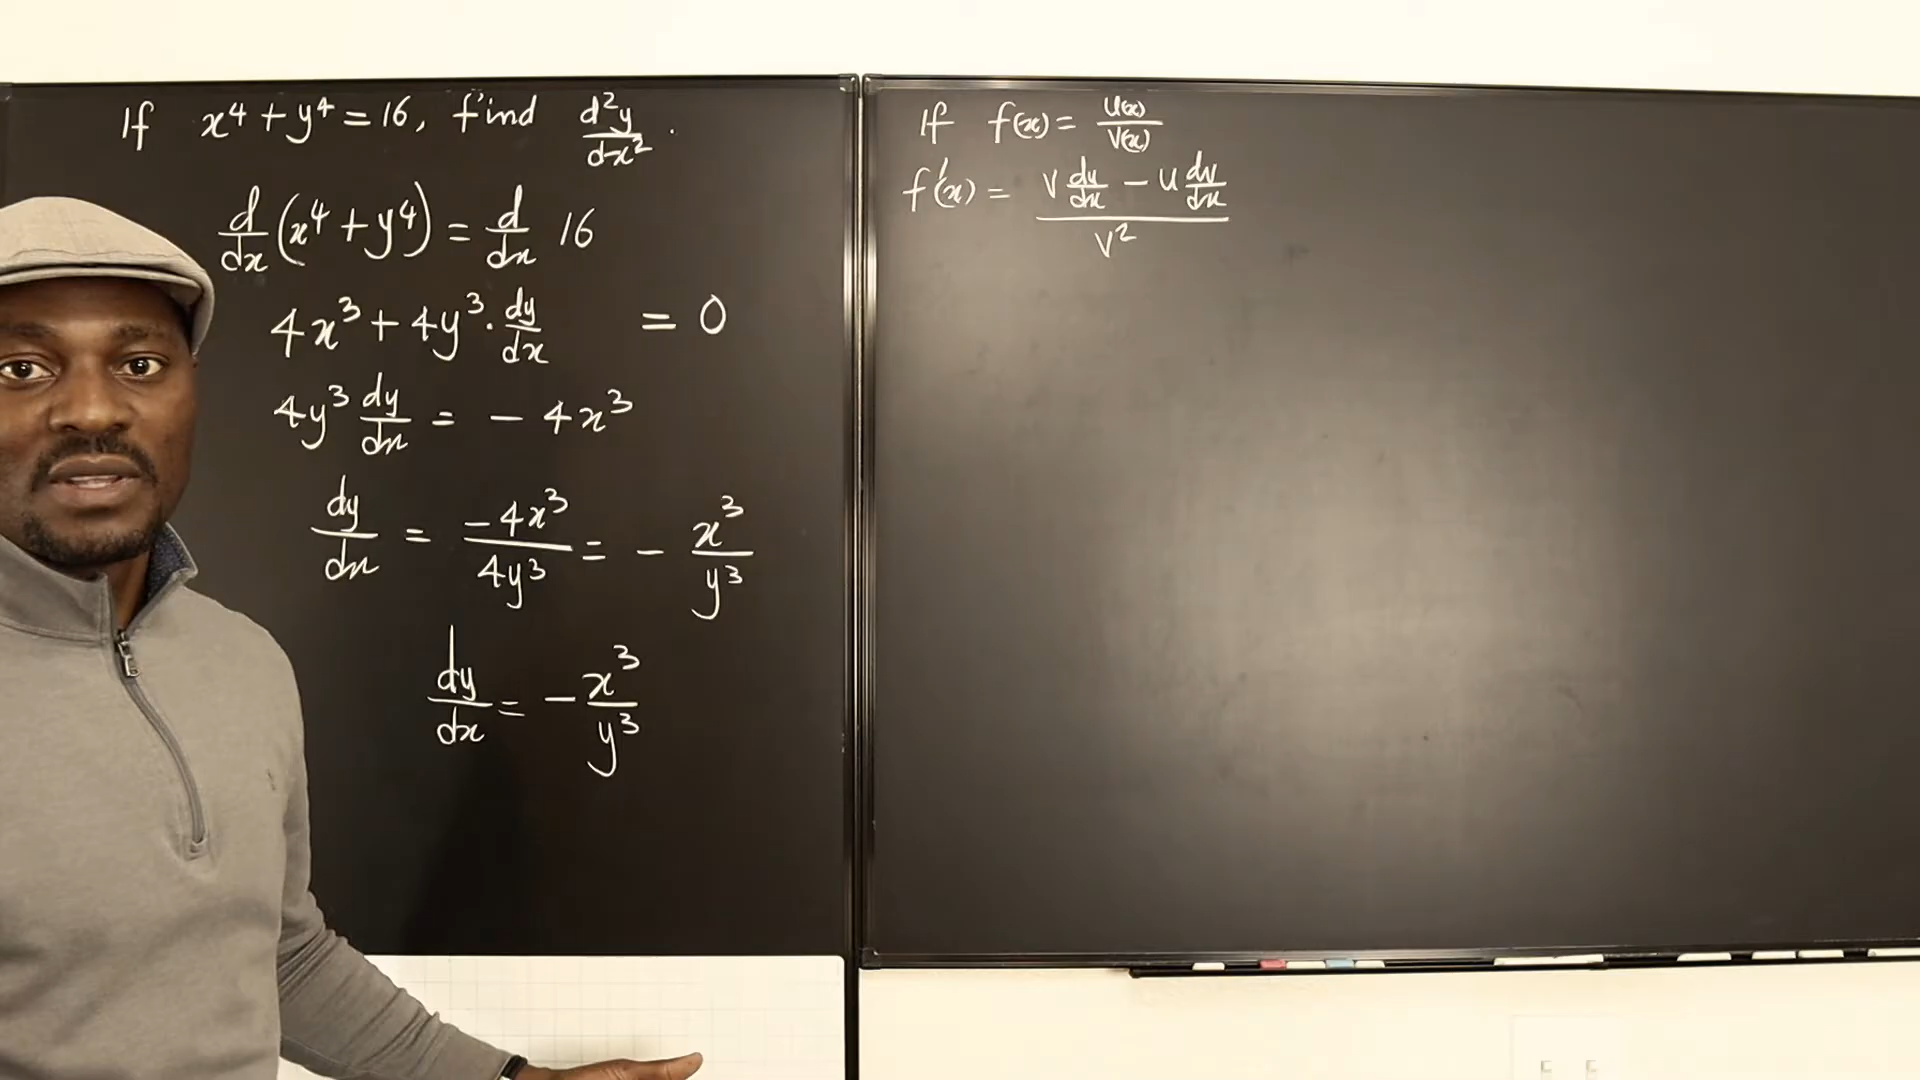 If x⁴ + y⁴ = 16, find d²y/dx².
d/dx (x⁴ + y⁴) = d/dx 16
4x³ + 4y³ · dy/dx = 0
4y³ dy/dx = - 4x³
dy/dx = -4x³/4y³ = - x³/y³
dy/dx = - x³/y³
If f(x) = u(x)/v(x)
f'(x) = (v du/dx - u dv/dx)/v²